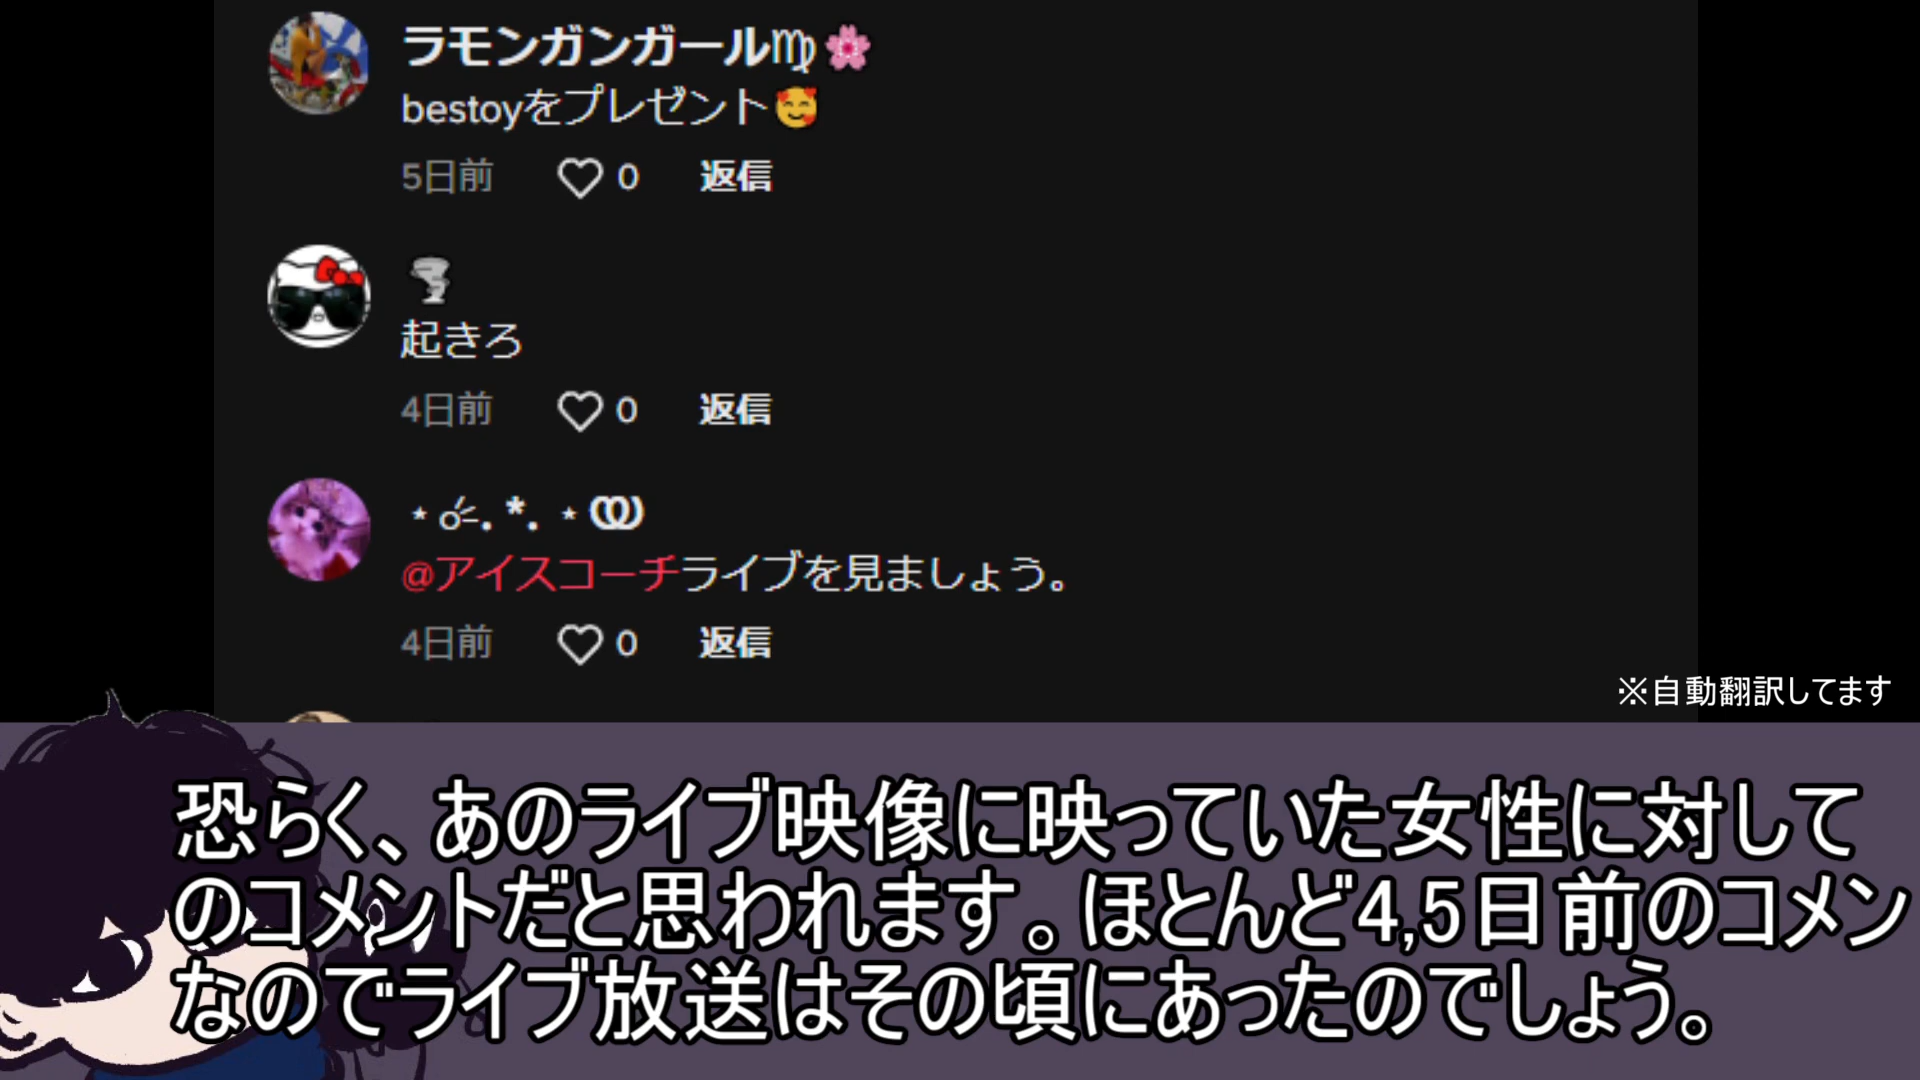 ラモンガンガール♍🌸
bestoyをプレゼント🥰
5日前 ♡ 0 返信
🌪
起きろ
4日前 ♡ 0 返信
@アイスコーチライブを見ましょう。
4日前 ♡ 0 返信
※自動翻訳してます
恐らく、あのライブ映像に映っていた女性に対して
のコメントだと思われます。ほとんど4,5日前のコメン
なのでライブ放送はその頃にあったのでしょう。